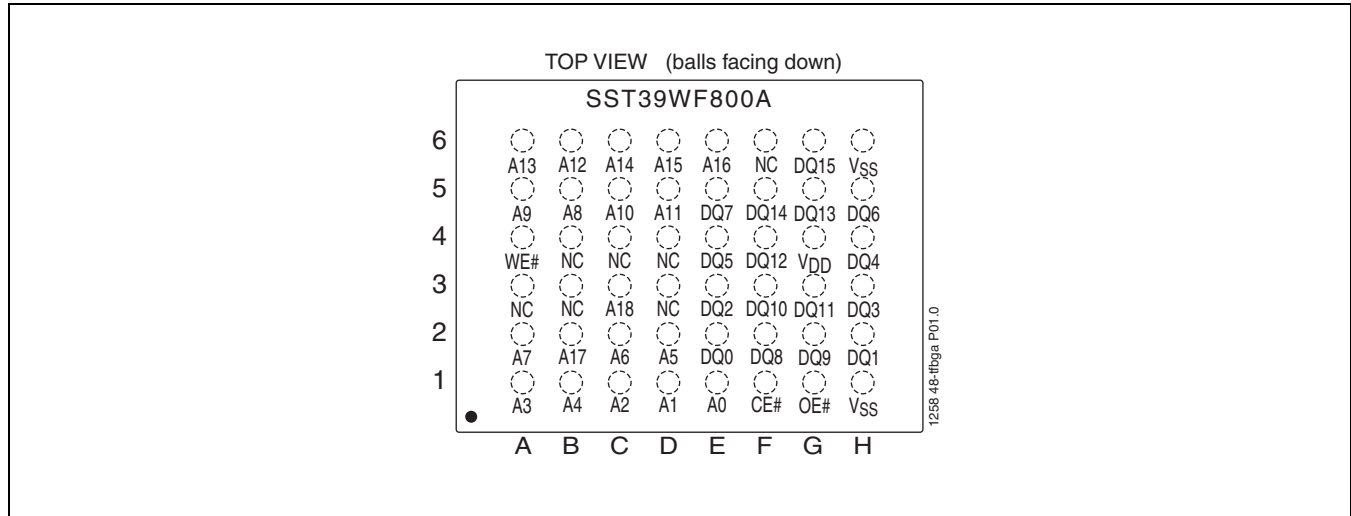 TOP VIEW (balls facing down)
SST39WF800A
6
A13 A12 A14 A15 A16 NC DQ15 VSS
5
A9 A8 A10 A11 DQ7 DQ14 DQ13 DQ6
4
WE# NC NC NC DQ5 DQ12 VDD DQ4
3
NC NC A18 NC DQ2 DQ10 DQ11 DQ3
2
A7 A17 A6 A5 DQ0 DQ8 DQ9 DQ1
1
A3 A4 A2 A1 A0 CE# OE# VSS
A B C D E F G H
1258 48-tfbga P01.0